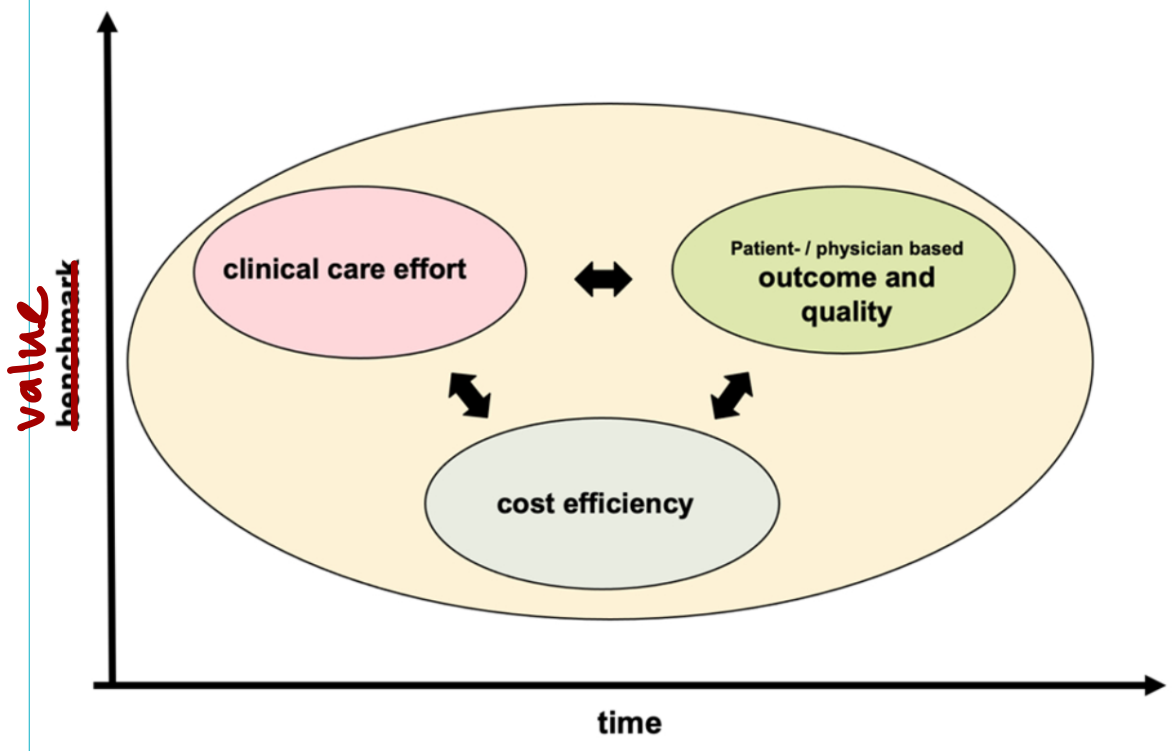 value
benchmark
clinical care effort
Patient- / physician based
outcome and
quality
cost efficiency
time